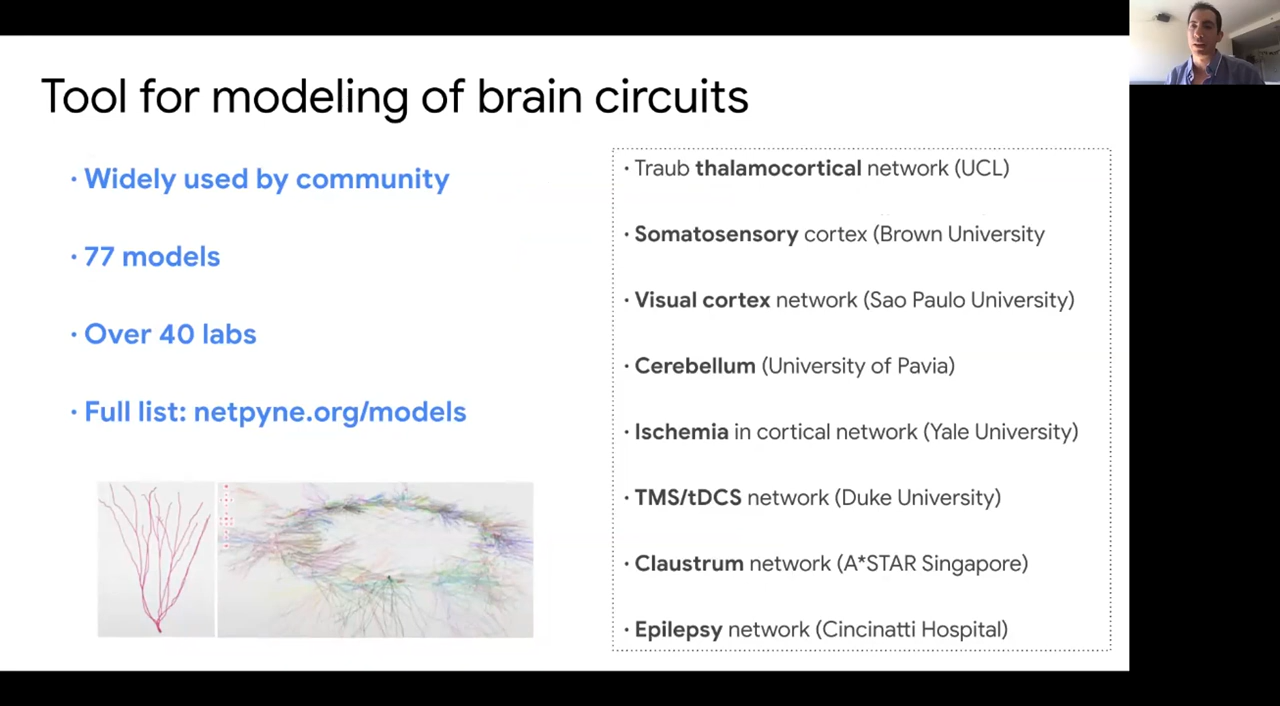 Tool for modeling of brain circuits
· Widely used by community
· 77 models
· Over 40 labs
· Full list: netpyne.org/models
· Traub thalamocortical network (UCL)
· Somatosensory cortex (Brown University
· Visual cortex network (Sao Paulo University)
· Cerebellum (University of Pavia)
· Ischemia in cortical network (Yale University)
· TMS/tDCS network (Duke University)
· Claustrum network (A*STAR Singapore)
· Epilepsy network (Cincinatti Hospital)